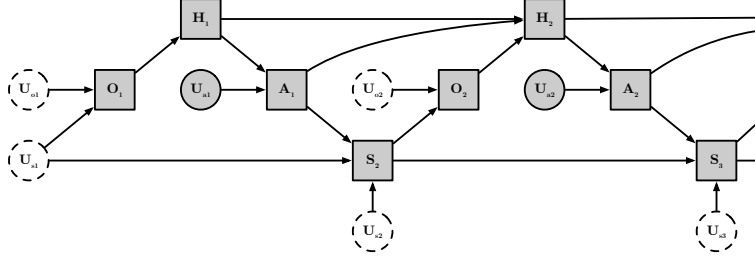 H₁ H₂
Uₒ₁ O₁ Uₐ₁ A₁ Uₒ₂ O₂ Uₐ₂ A₂
Uₛ₁ S₂ S₃
Uₛ₂ Uₛ₃